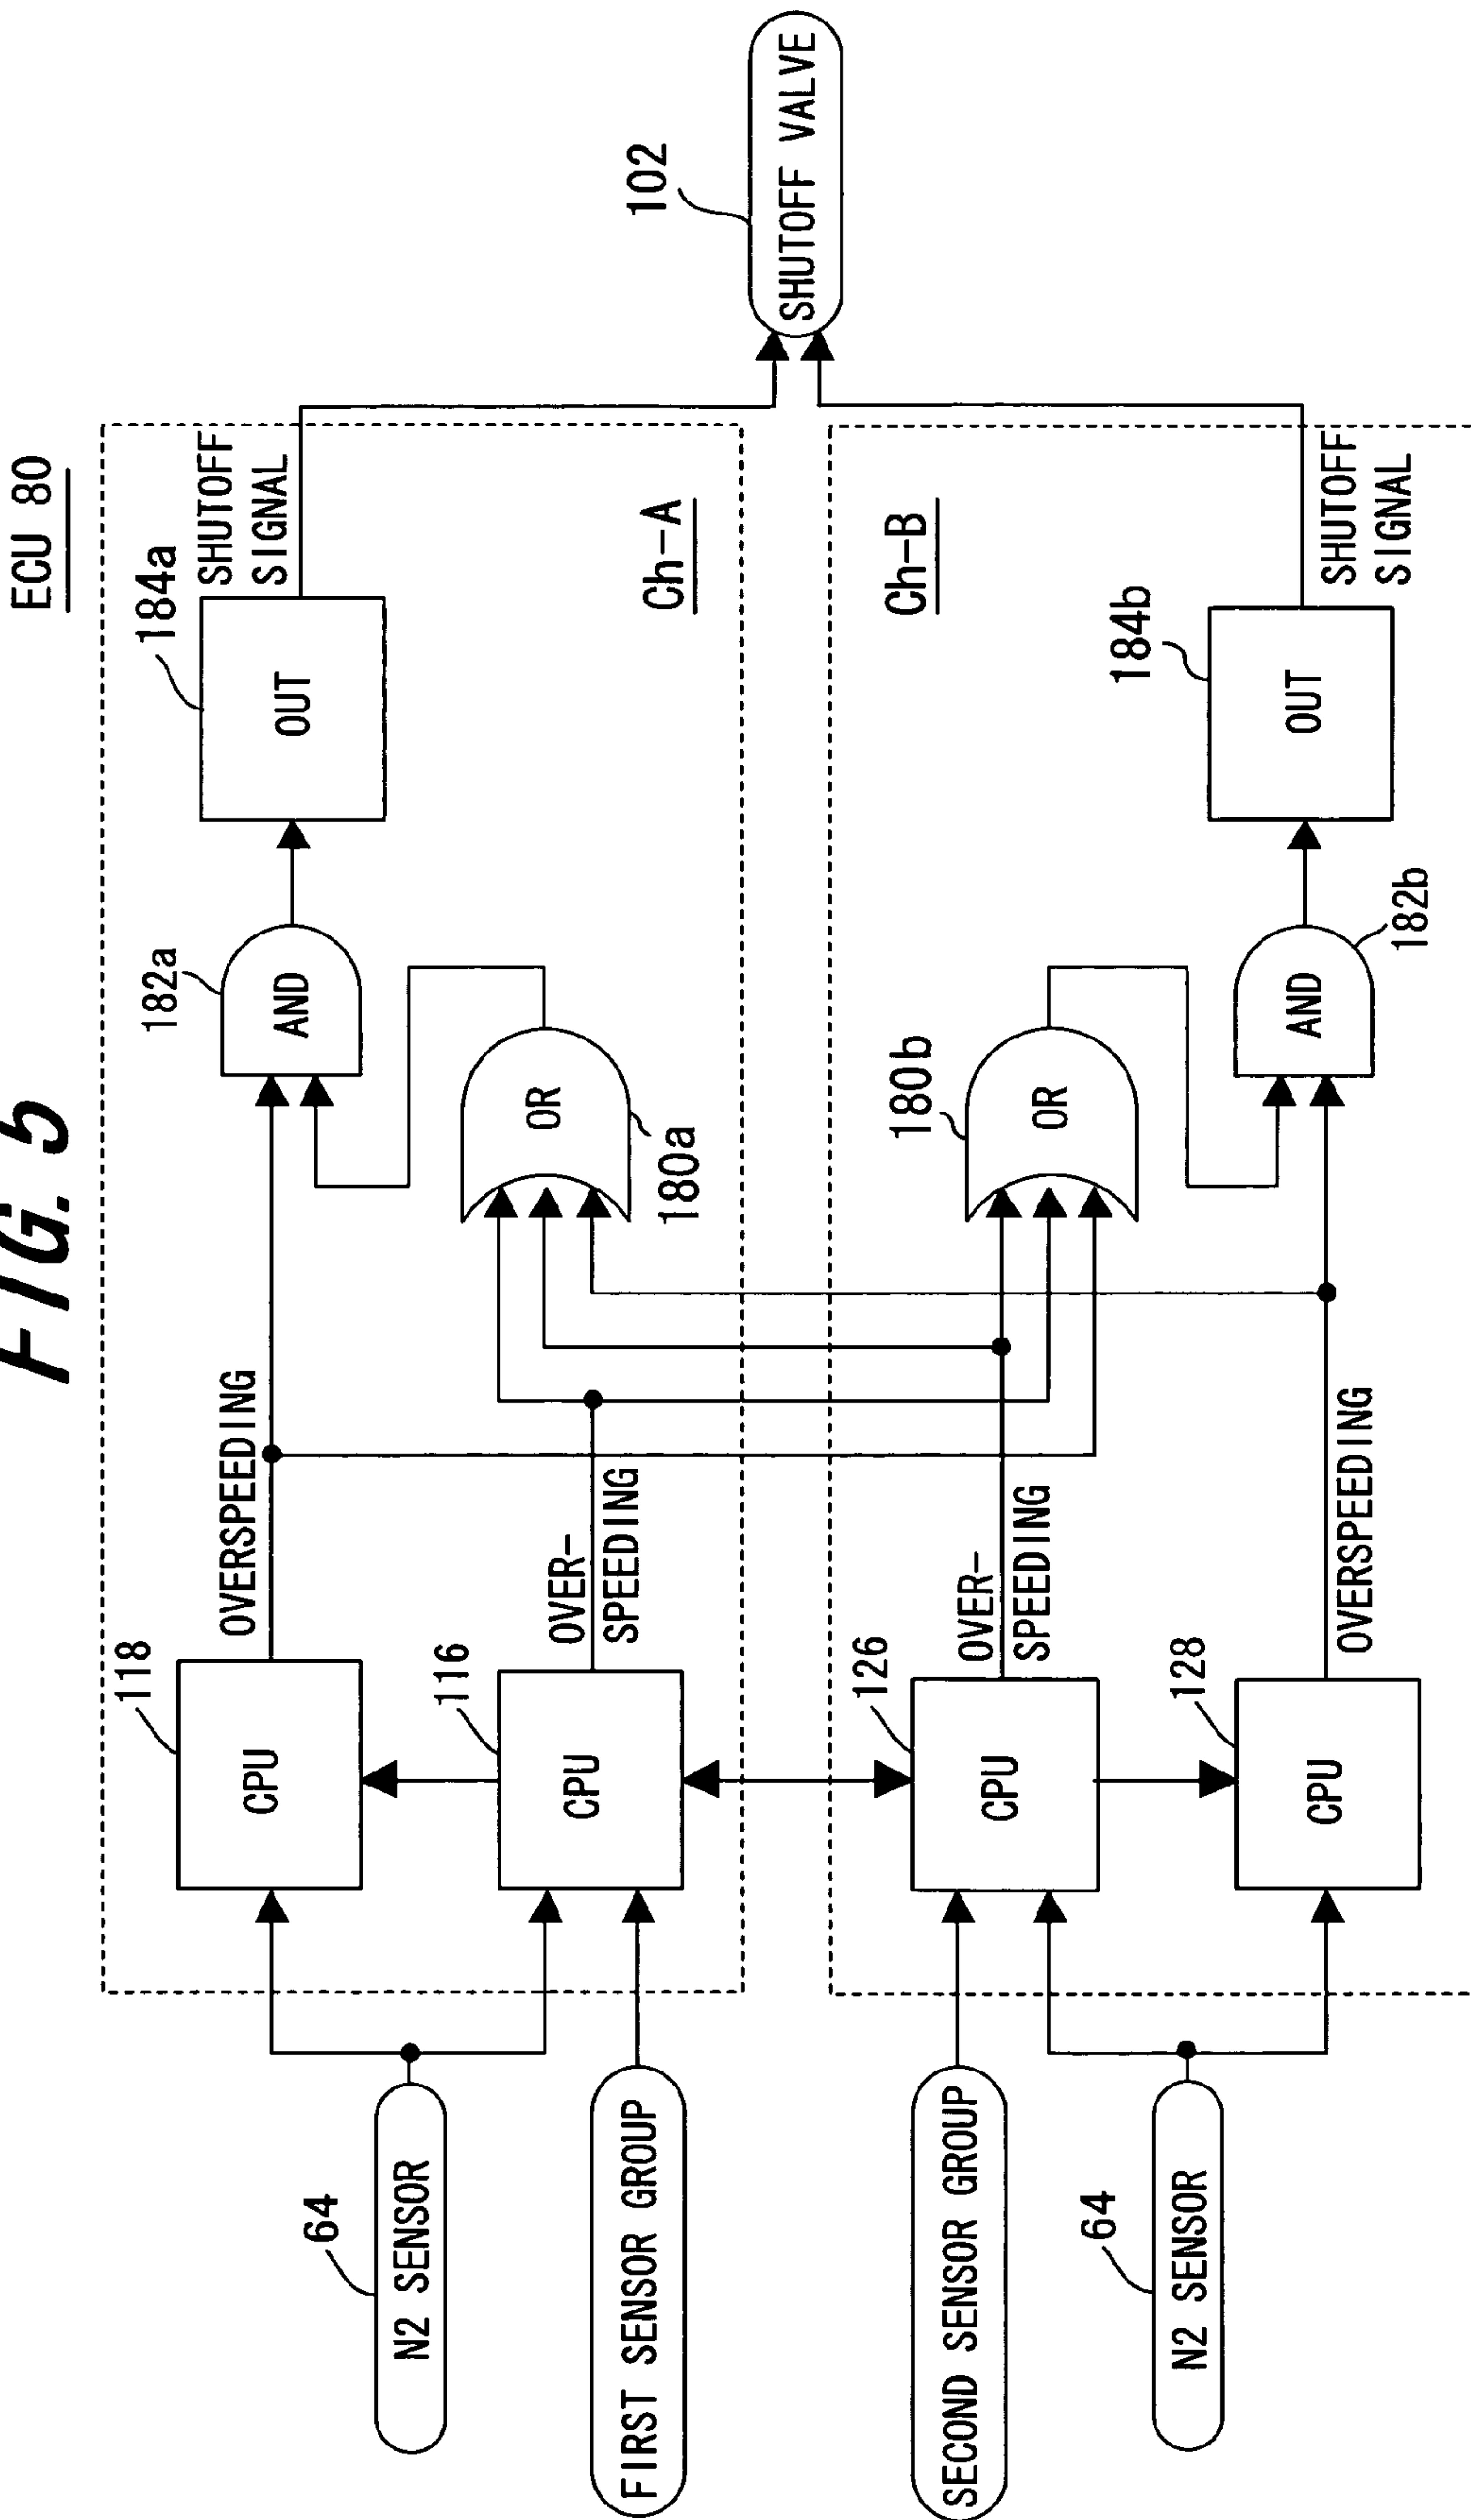 FIG. 5
ECU 80
118
CPU
OVERSPEEDING
182a
AND
184a
OUT
SHUTOFF
SIGNAL
64
N2 SENSOR
116
CPU
OVER-
SPEEDING
OR
180a
Ch-A
FIRST SENSOR GROUP
102
SHUTOFF VALVE
SECOND SENSOR GROUP
126
CPU
OVER-
SPEEDING
180b
OR
Ch-B
64
N2 SENSOR
128
CPU
OVERSPEEDING
AND
182b
184b
OUT
SHUTOFF
SIGNAL